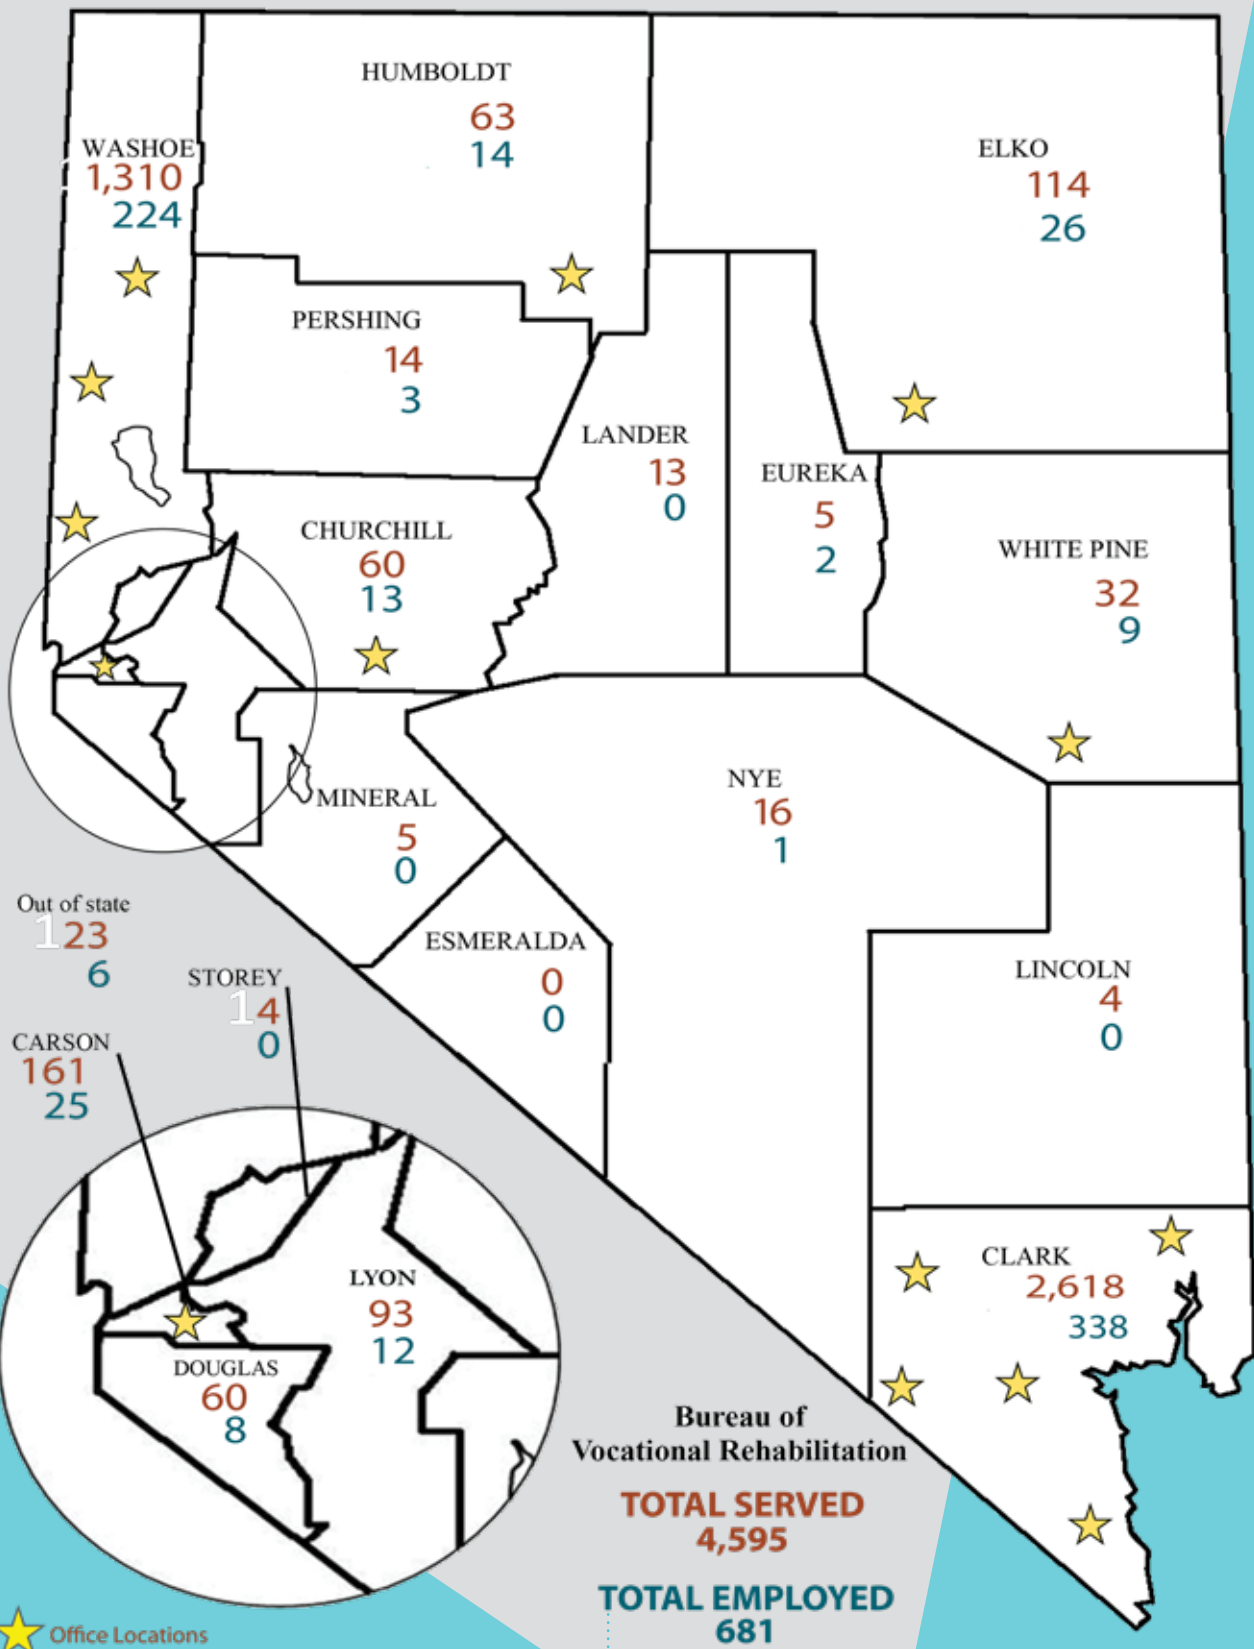 HUMBOLDT
63
14
WASHOE
1,310
224
ELKO
114
26
PERSHING
14
3
LANDER
13
0
EUREKA
5
2
CHURCHILL
60
13
WHITE PINE
32
9
NYE
16
1
MINERAL
5
0
Out of state
123
6
ESMERALDA
0
0
STOREY
14
0
LINCOLN
4
0
CARSON
161
25
CLARK
2,618
338
LYON
93
12
DOUGLAS
60
8
Bureau of
Vocational Rehabilitation
TOTAL SERVED
4,595
TOTAL EMPLOYED
681
Office Locations